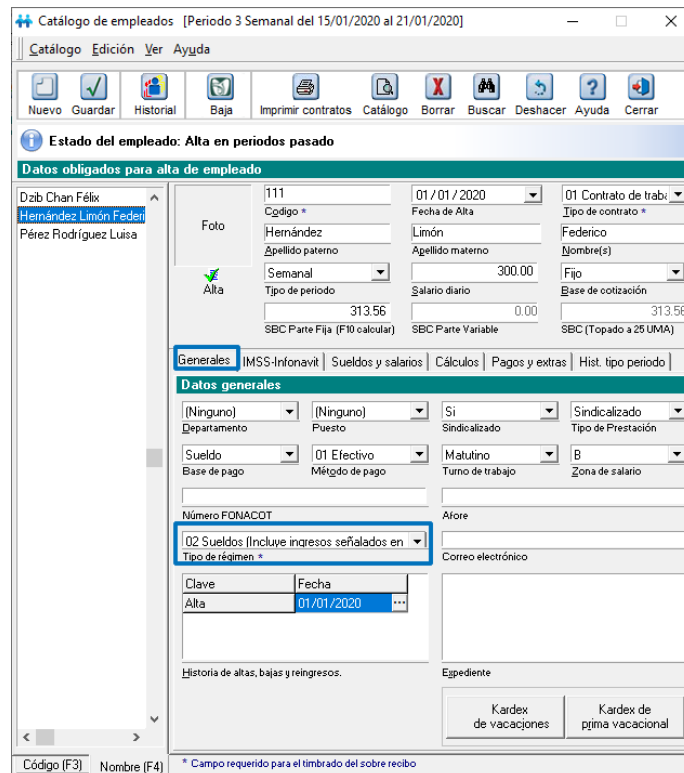 Catálogo de empleados [Periodo 3 Semanal del 15/01/2020 al 21/01/2020]
Catálogo Edición Ver Ayuda
Nuevo Guardar Historial Baja Imprimir contratos Catálogo Borrar Buscar Deshacer Ayuda Cerrar
Estado del empleado: Alta en periodos pasado
Datos obligados para alta de empleado
Dzib Chan Félix
Hernández Limón Federi
Pérez Rodríguez Luisa
Foto
Alta
111 01/01/2020 01 Contrato de traba
Codigo * Fecha de Alta Tipo de contrato *
Hernández Limón Federico
Apellido paterno Apellido materno Nombre(s)
Semanal 300.00 Fijo
Tipo de periodo Salario diario Base de cotización
313.56 0.00 313.56
SBC Parte Fija (F10 calcular) SBC Parte Variable SBC (Topado a 25 UMA)
Generales IMSS-Infonavit Sueldos y salarios Cálculos Pagos y extras Hist. tipo periodo
Datos generales
(Ninguno) (Ninguno) Si Sindicalizado
Departamento Puesto Sindicalizado Tipo de Prestación
Sueldo 01 Efectivo Matutino B
Base de pago Método de pago Turno de trabajo Zona de salario
Número FONACOT Afore
02 Sueldos (Incluye ingresos señalados en
Tipo de régimen * Correo electrónico
Clave Fecha
Alta 01/01/2020 ...
Historia de altas, bajas y reingresos. Expediente
Kardex de vacaciones
Kardex de prima vacacional
Código (F3) Nombre (F4) * Campo requerido para el timbrado del sobre recibo